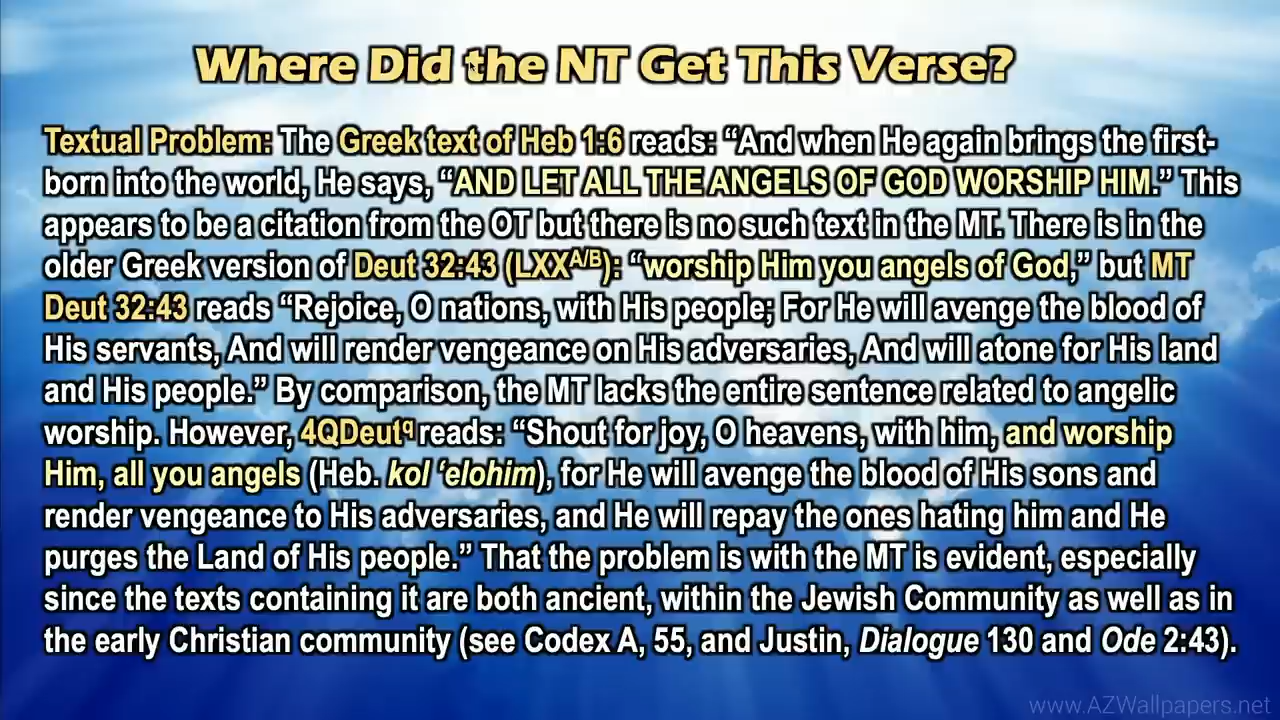 Where Did the NT Get This Verse?
Textual Problem: The Greek text of Heb 1:6 reads: “And when He again brings the first-
born into the world, He says, “AND LET ALL THE ANGELS OF GOD WORSHIP HIM.” This
appears to be a citation from the OT but there is no such text in the MT. There is in the
older Greek version of Deut 32:43 (LXXᴬ/ᴮ): “worship Him you angels of God,” but MT
Deut 32:43 reads “Rejoice, O nations, with His people; For He will avenge the blood of
His servants, And will render vengeance on His adversaries, And will atone for His land
and His people.” By comparison, the MT lacks the entire sentence related to angelic
worship. However, 4QDeutq reads: “Shout for joy, O heavens, with him, and worship
Him, all you angels (Heb. kol ‘elohim), for He will avenge the blood of His sons and
render vengeance to His adversaries, and He will repay the ones hating him and He
purges the Land of His people.” That the problem is with the MT is evident, especially
since the texts containing it are both ancient, within the Jewish Community as well as in
the early Christian community (see Codex A, 55, and Justin, Dialogue 130 and Ode 2:43).
www.AZWallpapers.net